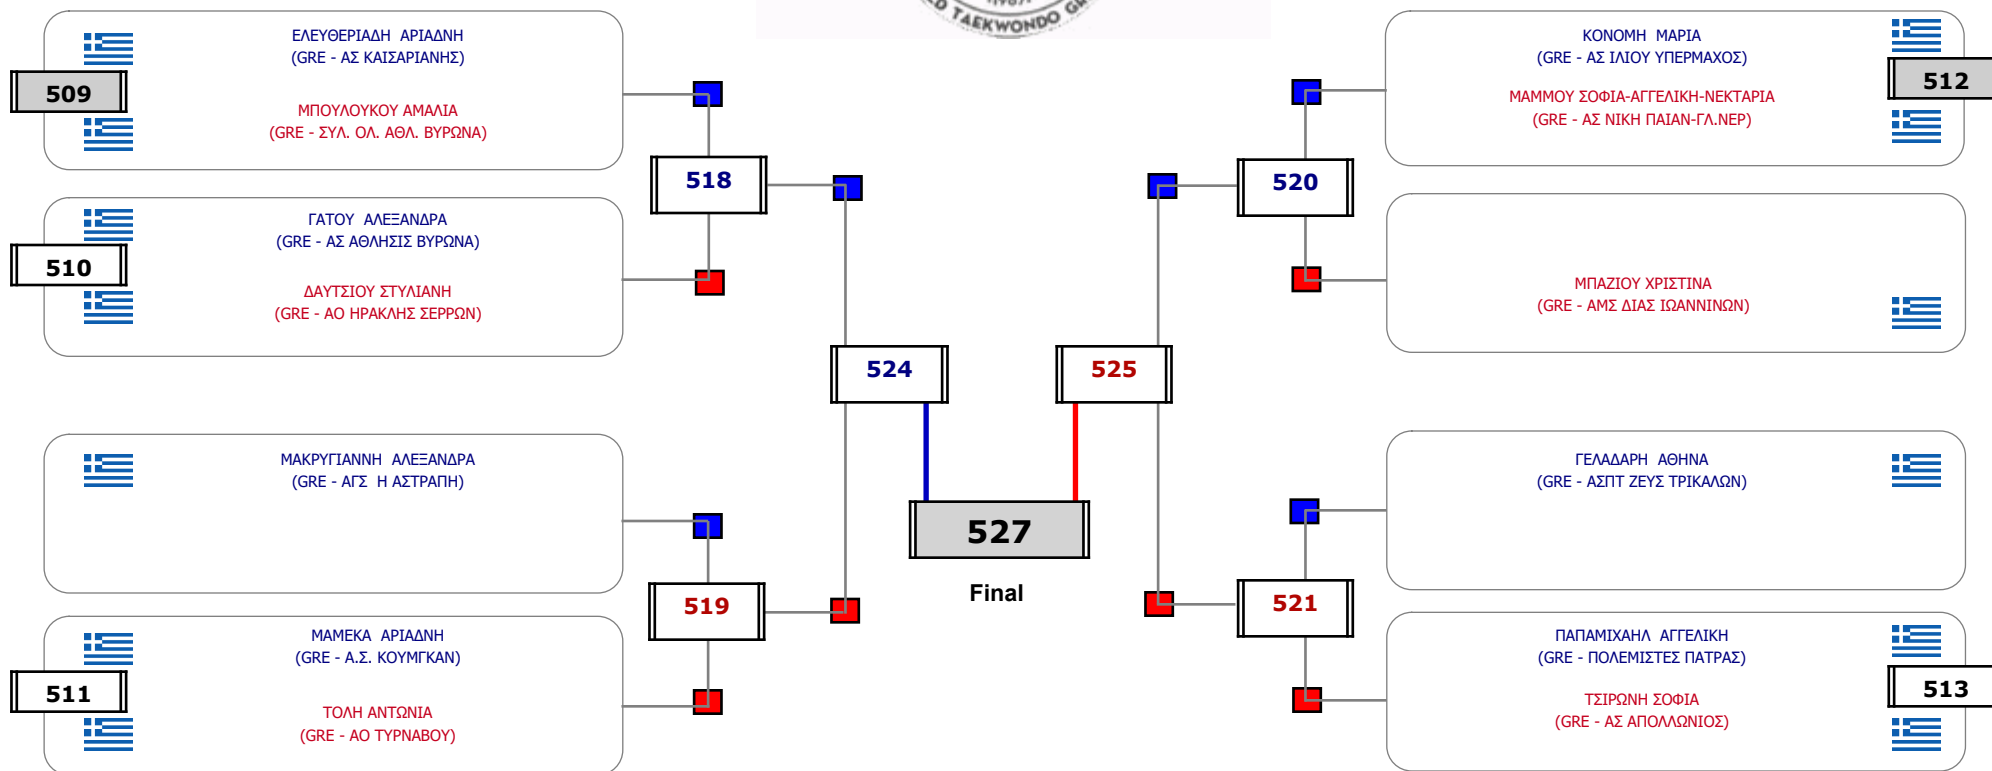 TAEKWONDO
509
ΕΛΕΥΘΕΡΙΑΔΗ ΑΡΙΑΔΝΗ
(GRE - ΑΣ ΚΑΙΣΑΡΙΑΝΗΣ)
ΜΠΟΥΛΟΥΚΟΥ ΑΜΑΛΙΑ
(GRE - ΣΥΛ. ΟΛ. ΑΘΛ. ΒΥΡΩΝΑ)
510
ΓΑΤΟΥ ΑΛΕΞΑΝΔΡΑ
(GRE - ΑΣ ΑΘΛΗΣΙΣ ΒΥΡΩΝΑ)
ΔΑΥΤΣΙΟΥ ΣΤΥΛΙΑΝΗ
(GRE - ΑΟ ΗΡΑΚΛΗΣ ΣΕΡΡΩΝ)
518
ΜΑΚΡΥΓΙΑΝΝΗ ΑΛΕΞΑΝΔΡΑ
(GRE - ΑΓΣ Η ΑΣΤΡΑΠΗ)
511
ΜΑΜΕΚΑ ΑΡΙΑΔΝΗ
(GRE - Α.Σ. ΚΟΥΜΓΚΑΝ)
ΤΟΛΗ ΑΝΤΩΝΙΑ
(GRE - ΑΟ ΤΥΡΝΑΒΟΥ)
519
524
527
Final
525
520
ΚΟΝΟΜΗ ΜΑΡΙΑ
(GRE - ΑΣ ΙΛΙΟΥ ΥΠΕΡΜΑΧΟΣ)
ΜΑΜΜΟΥ ΣΟΦΙΑ-ΑΓΓΕΛΙΚΗ-ΝΕΚΤΑΡΙΑ
(GRE - ΑΣ ΝΙΚΗ ΠΑΙΑΝ-ΓΛ.ΝΕΡ)
512
ΜΠΑΖΙΟΥ ΧΡΙΣΤΙΝΑ
(GRE - ΑΜΣ ΔΙΑΣ ΙΩΑΝΝΙΝΩΝ)
521
ΓΕΛΑΔΑΡΗ ΑΘΗΝΑ
(GRE - ΑΣΠΤ ΖΕΥΣ ΤΡΙΚΑΛΩΝ)
ΠΑΠΑΜΙΧΑΗΛ ΑΓΓΕΛΙΚΗ
(GRE - ΠΟΛΕΜΙΣΤΕΣ ΠΑΤΡΑΣ)
ΤΣΙΡΩΝΗ ΣΟΦΙΑ
(GRE - ΑΣ ΑΠΟΛΛΩΝΙΟΣ)
513